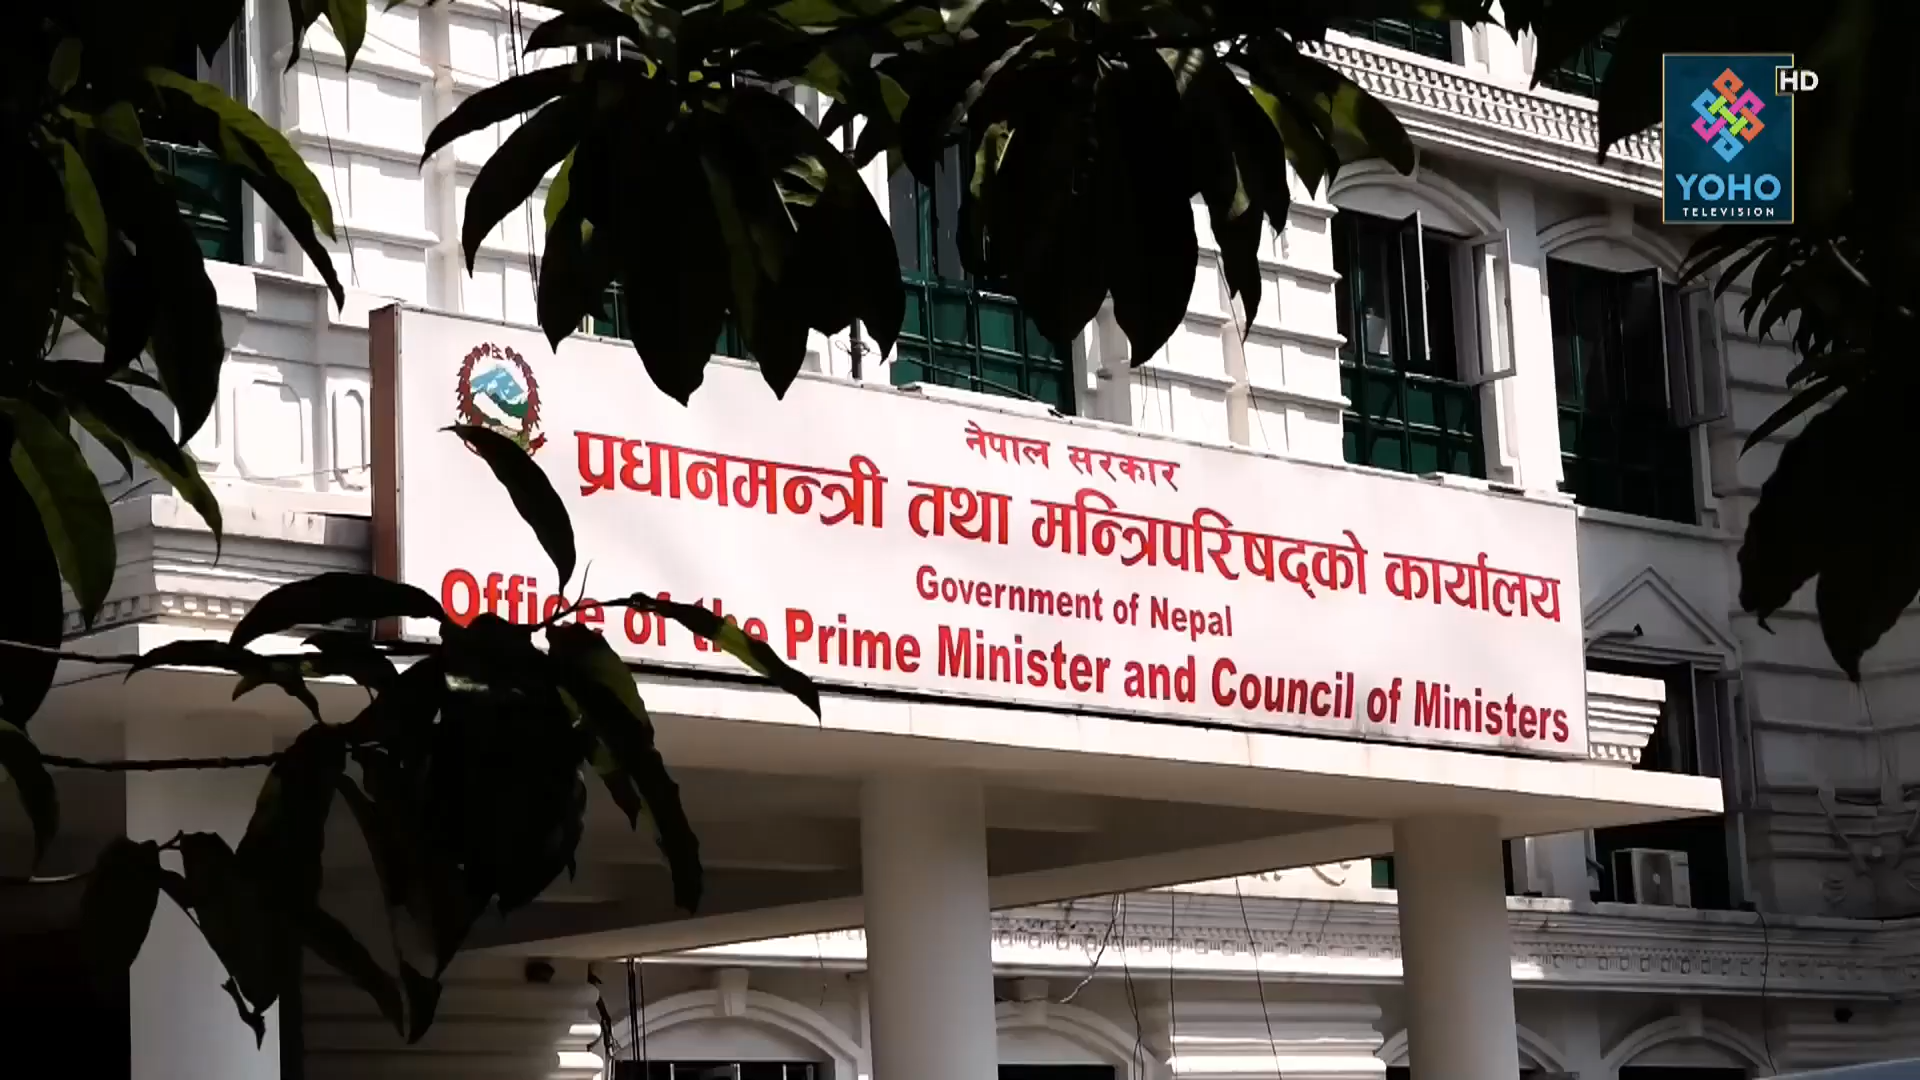 HD
YOHO
TELEVISION
नेपाल सरकार
प्रधानमन्त्री तथा मन्त्रिपरिषद्को कार्यालय
Government of Nepal
Office of the Prime Minister and Council of Ministers